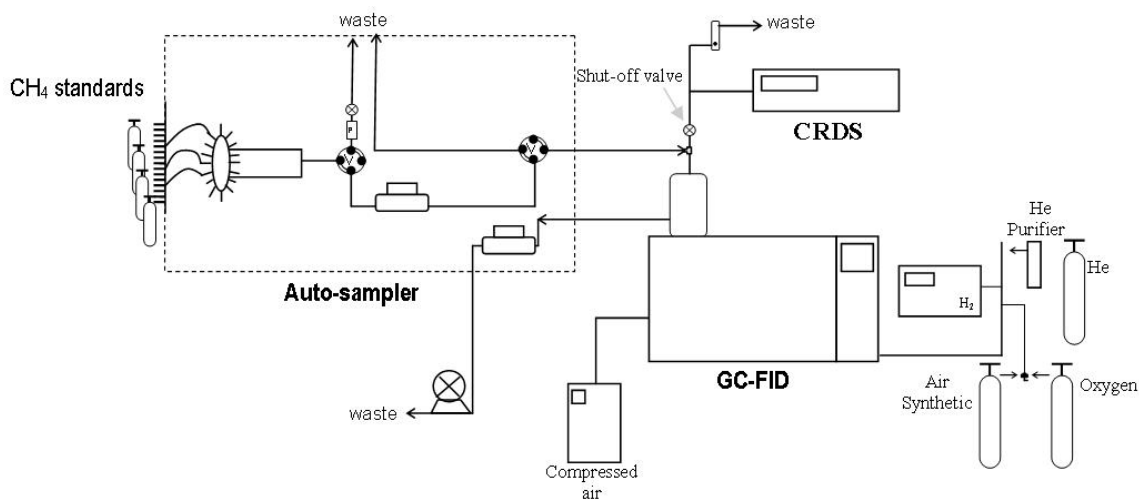 waste
waste
Shut-off valve
CH₄ standards
CRDS
P
V
V
He
Purifier
He
H₂
Auto-sampler
GC-FID
Air
Synthetic
Oxygen
waste
Compressed
air